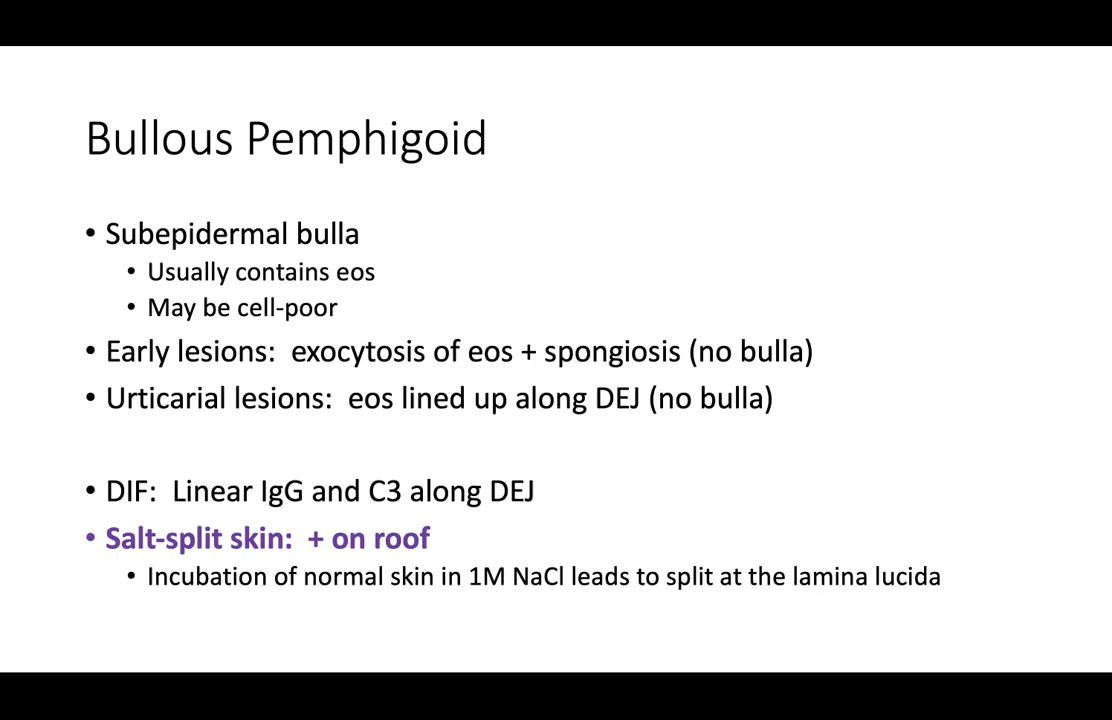 Bullous Pemphigoid
• Subepidermal bulla
• Usually contains eos
• May be cell-poor
• Early lesions:  exocytosis of eos + spongiosis (no bulla)
• Urticarial lesions:  eos lined up along DEJ (no bulla)
• DIF:  Linear IgG and C3 along DEJ
• Salt-split skin:  + on roof
• Incubation of normal skin in 1M NaCl leads to split at the lamina lucida